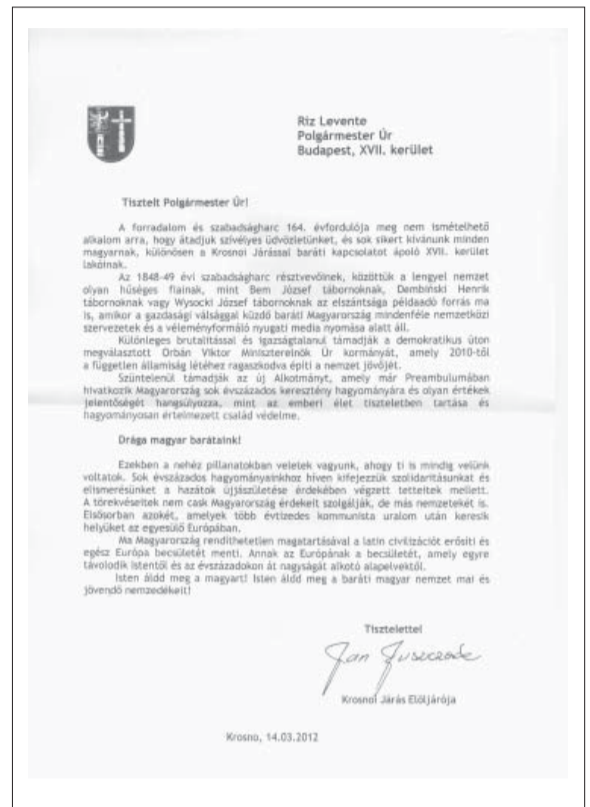 Riz Levente
Polgármester Úr
Budapest, XVII. kerület
Tisztelt Polgármester Úr!
A forradalom és szabadságharc 164. évfordulója meg nem ismételhető
alkalom arra, hogy átadjuk szívélyes üdvözletünket, és sok sikert kívánunk minden
magyarnak, különösen a Krosnoi Járással baráti kapcsolatot ápoló XVII. kerület
lakóinak.
Az 1848-49 évi szabadságharc résztvevőinek, közöttük a lengyel nemzet
olyan hűséges fiainak, mint Bem József tábornoknak, Dembiński Henrik
tábornoknak vagy Wysocki József tábornoknak az elszántsága példaadó forrás ma
is, amikor a gazdasági válsággal küzdő baráti Magyarország mindenféle nemzetközi
szervezetek és a véleményformáló nyugati media nyomása alatt áll.
Különleges brutalitással és igazságtalanul támadják a demokratikus úton
megválasztott Orbán Viktor Miniszterelnök Úr kormányát, amely 2010-től
a független államiság létéhez ragaszkodva építi a nemzet jövőjét.
Szüntelenül támadják az új Alkotmányt, amely már Preambulumában
hivatkozik Magyarország sok évszázados keresztény hagyományára és olyan értékek
jelentőségét hangsúlyozza, mint az emberi élet tiszteletben tartása és
hagyományosan értelmezett család védelme.
Drága magyar barátaink!
Ezekben a nehéz pillanatokban veletek vagyunk, ahogy ti is mindig velünk
voltatok. Sok évszázados hagyományainkhoz híven kifejezzük szolidaritásunkat és
elismerésünket a hazátok újjászületése érdekében végzett tetteitek mellett.
A törekvéseitek nem cask Magyarország érdekeit szolgálják, de más nemzetekét is.
Elsősorban azokét, amelyek több évtizedes kommunista uralom után keresik
helyüket az egyesülő Európában.
Ma Magyarország rendíthetetlen magatartásával a latin civilizációt erősíti és
egész Európa becsületét menti. Annak az Európának a becsületét, amely egyre
távolodik Istentől és az évszázadokon át nagyságát alkotó alapelvektől.
Isten áldd meg a magyart! Isten áldd meg a baráti magyar nemzet mai és
jövendő nemzedékeit!
Tisztelettel
Jan Juszczak
Krosnoi Járás Elöljárója
Krosno, 14.03.2012